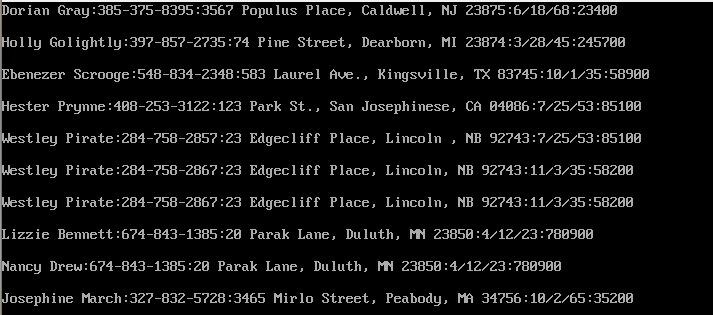 Dorian Gray:385-375-8395:3567 Populus Place, Caldwell, NJ 23875:6/18/68:23400
Holly Golightly:397-857-2735:74 Pine Street, Dearborn, MI 23874:3/28/45:245700
Ebenezer Scrooge:548-834-2348:583 Laurel Ave., Kingsville, TX 83745:10/1/35:58900
Hester Prynne:408-253-3122:123 Park St., San Josephinese, CA 04086:7/25/53:85100
Westley Pirate:284-758-2857:23 Edgecliff Place, Lincoln , NB 92743:7/25/53:85100
Westley Pirate:284-758-2867:23 Edgecliff Place, Lincoln, NB 92743:11/3/35:58200
Westley Pirate:284-758-2867:23 Edgecliff Place, Lincoln, NB 92743:11/3/35:58200
Lizzie Bennett:674-843-1385:20 Parak Lane, Duluth, MN 23850:4/12/23:780900
Nancy Drew:674-843-1385:20 Parak Lane, Duluth, MN 23850:4/12/23:780900
Josephine March:327-832-5728:3465 Mirlo Street, Peabody, MA 34756:10/2/65:35200